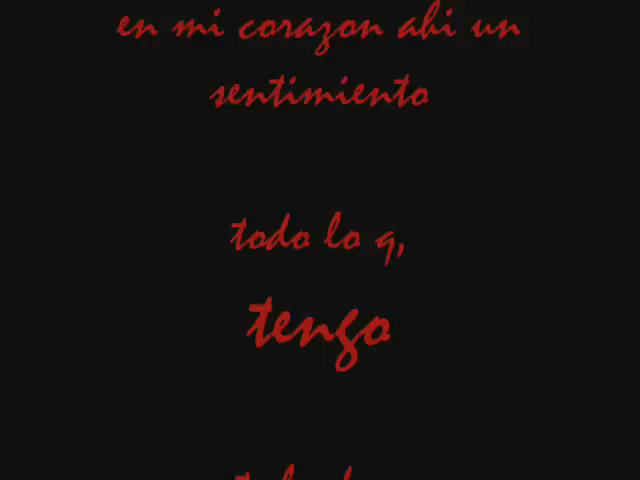 en mi corazon ahi un
sentimiento
todo lo q,
tengo